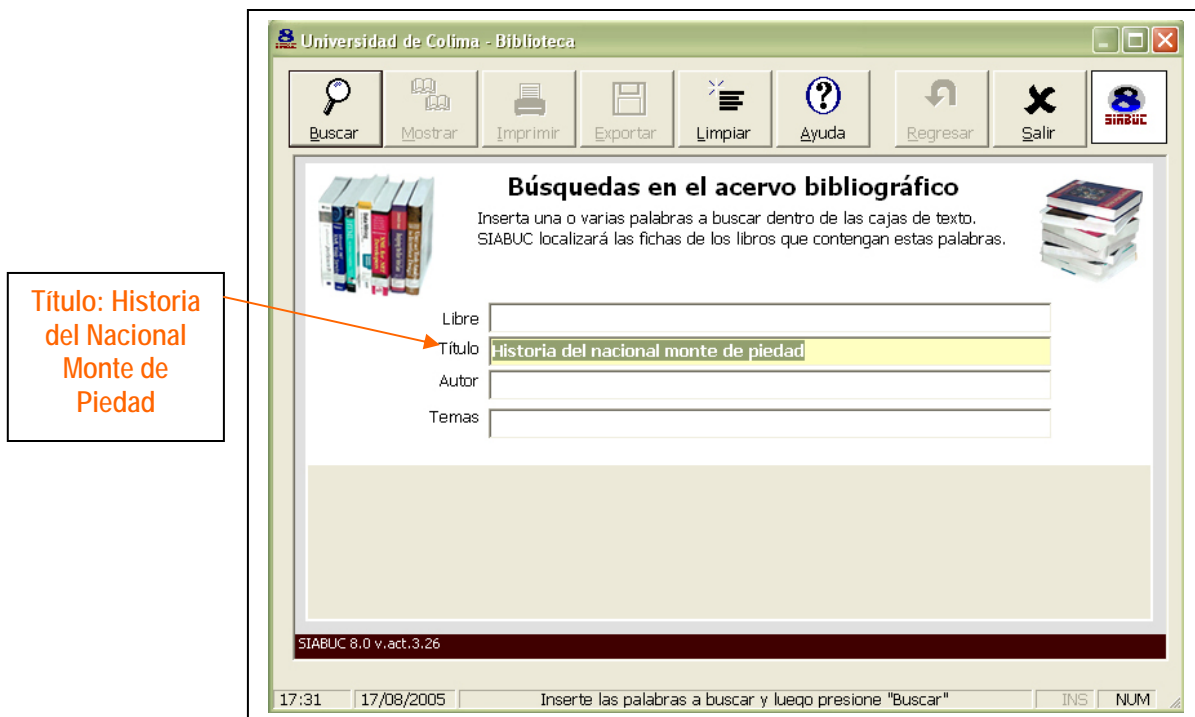 Universidad de Colima - Biblioteca
Buscar
Mostrar
Imprimir
Exportar
Limpiar
Ayuda
Regresar
Salir
8
SIABUC
Búsquedas en el acervo bibliográfico
Inserta una o varias palabras a buscar dentro de las cajas de texto.
SIABUC localizará las fichas de los libros que contengan estas palabras.
Título: Historia
del Nacional
Monte de
Piedad
Libre
Título Historia del nacional monte de piedad
Autor
Temas
SIABUC 8.0 v.act.3.26
17:31 17/08/2005 Inserte las palabras a buscar y luego presione "Buscar" INS NUM